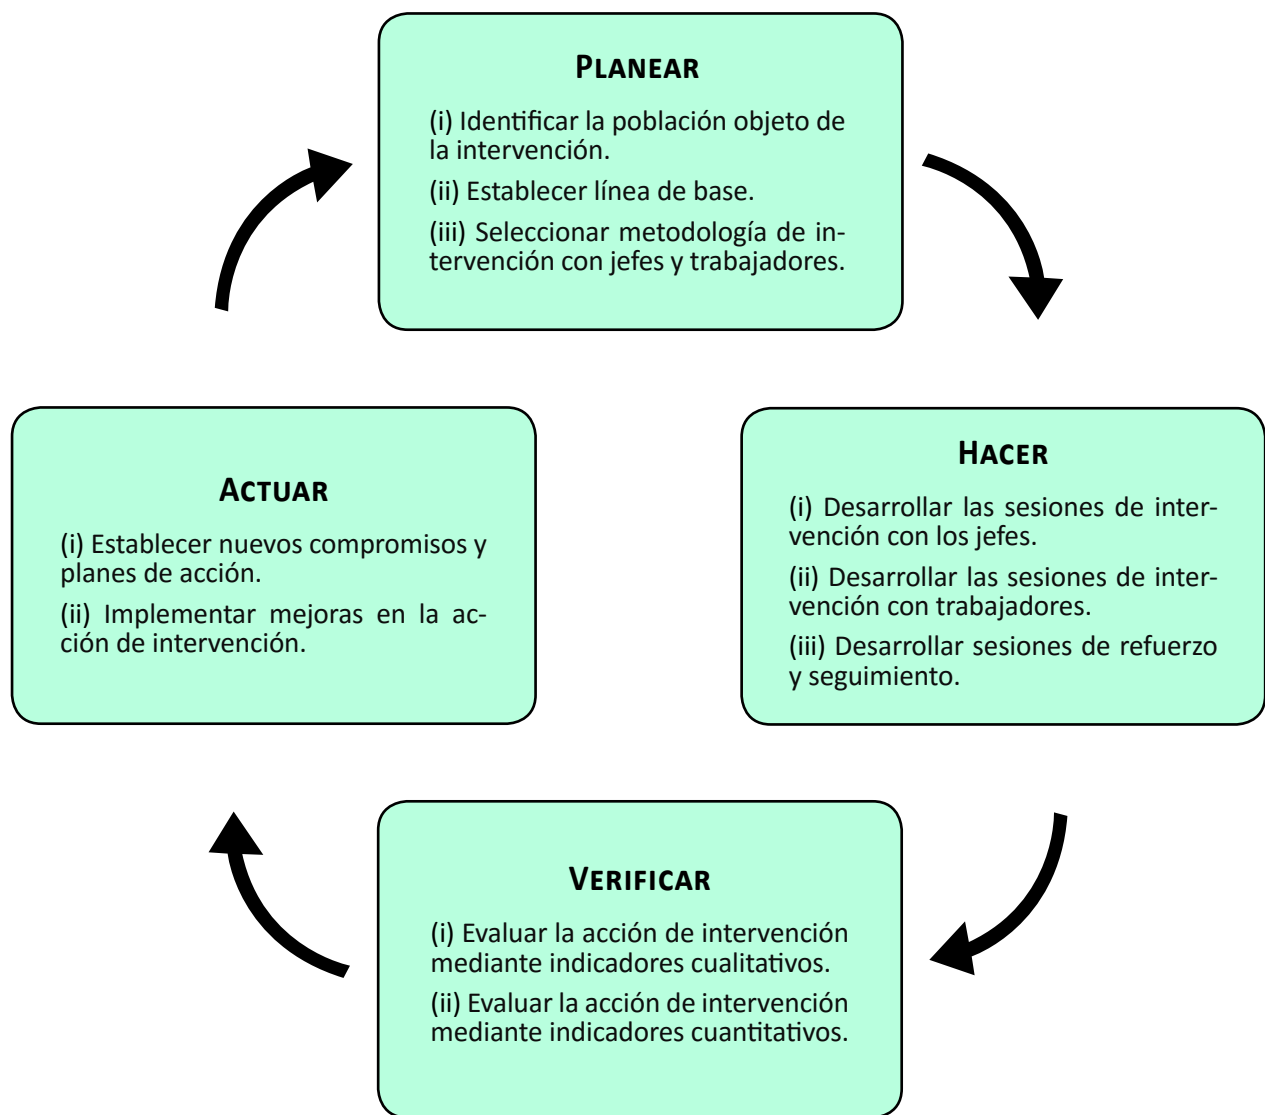 PLANEAR
(i) Identificar la población objeto de
la intervención.
(ii) Establecer línea de base.
(iii) Seleccionar metodología de in-
tervención con jefes y trabajadores.
HACER
(i) Desarrollar las sesiones de inter-
vención con los jefes.
(ii) Desarrollar las sesiones de inter-
vención con trabajadores.
(iii) Desarrollar sesiones de refuerzo
y seguimiento.
VERIFICAR
(i) Evaluar la acción de intervención
mediante indicadores cualitativos.
(ii) Evaluar la acción de intervención
mediante indicadores cuantitativos.
ACTUAR
(i) Establecer nuevos compromisos y
planes de acción.
(ii) Implementar mejoras en la ac-
ción de intervención.